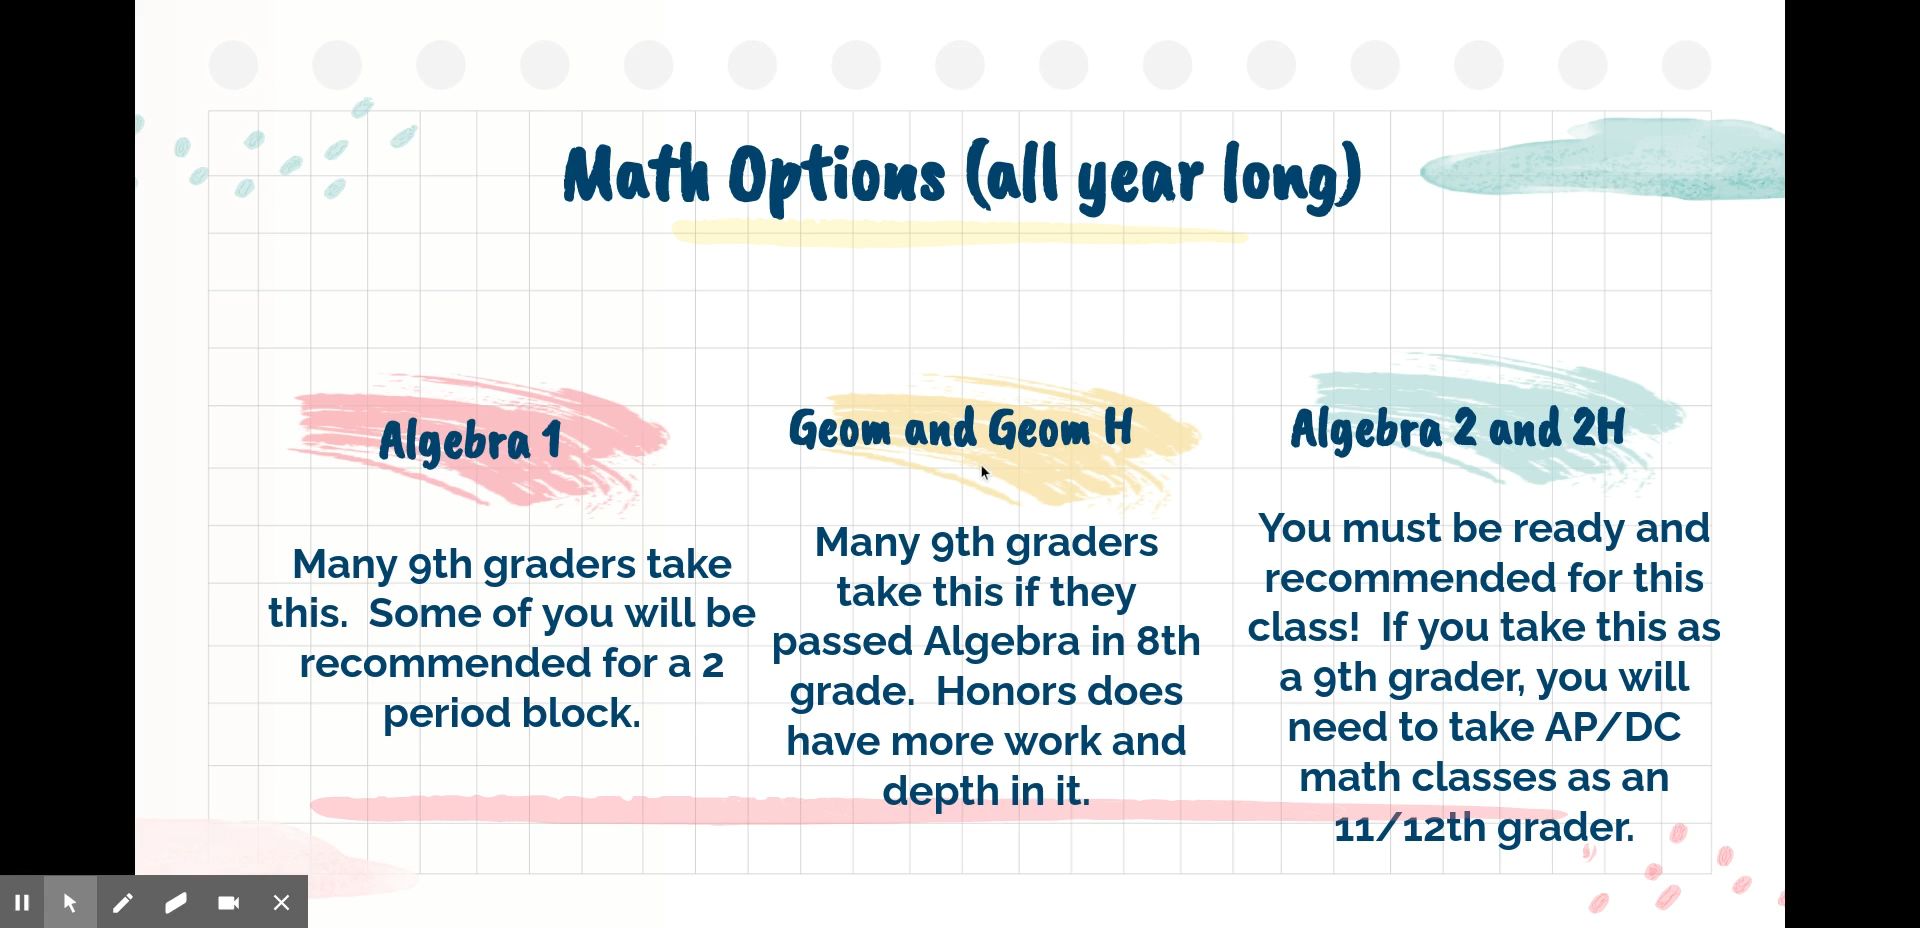 Math Options (all year long)
Algebra 1
Many 9th graders take
this.  Some of you will be
recommended for a 2
period block.
Geom and Geom H
Many 9th graders
take this if they
passed Algebra in 8th
grade.  Honors does
have more work and
depth in it.
Algebra 2 and 2H
You must be ready and
recommended for this
class!  If you take this as
a 9th grader, you will
need to take AP/DC
math classes as an
11/12th grader.